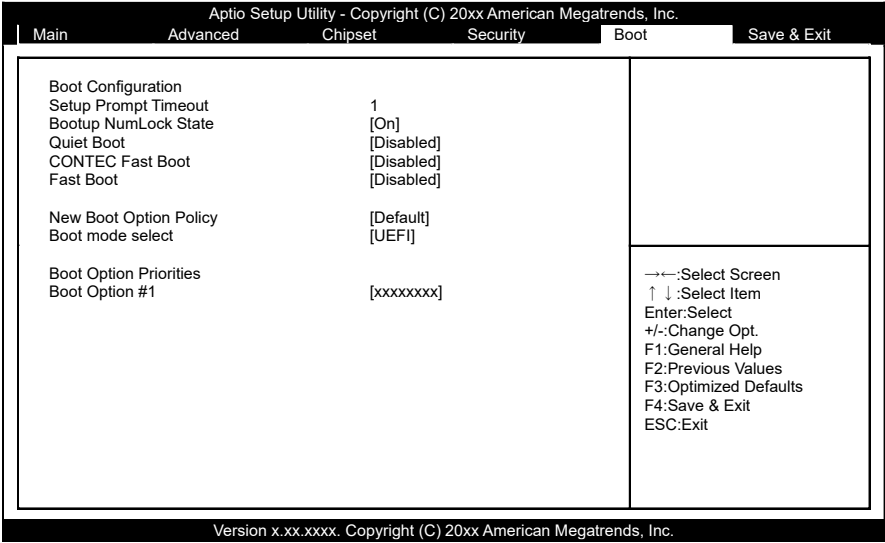 Aptio Setup Utility - Copyright (C) 20xx American Megatrends, Inc.
Main Advanced Chipset Security Boot Save & Exit
Boot Configuration
Setup Prompt Timeout 1
Bootup NumLock State [On]
Quiet Boot [Disabled]
CONTEC Fast Boot [Disabled]
Fast Boot [Disabled]
New Boot Option Policy [Default]
Boot mode select [UEFI]
Boot Option Priorities
Boot Option #1 [xxxxxxxx]
→←:Select Screen
↑↓:Select Item
Enter:Select
+/-:Change Opt.
F1:General Help
F2:Previous Values
F3:Optimized Defaults
F4:Save & Exit
ESC:Exit
Version x.xx.xxxx. Copyright (C) 20xx American Megatrends, Inc.